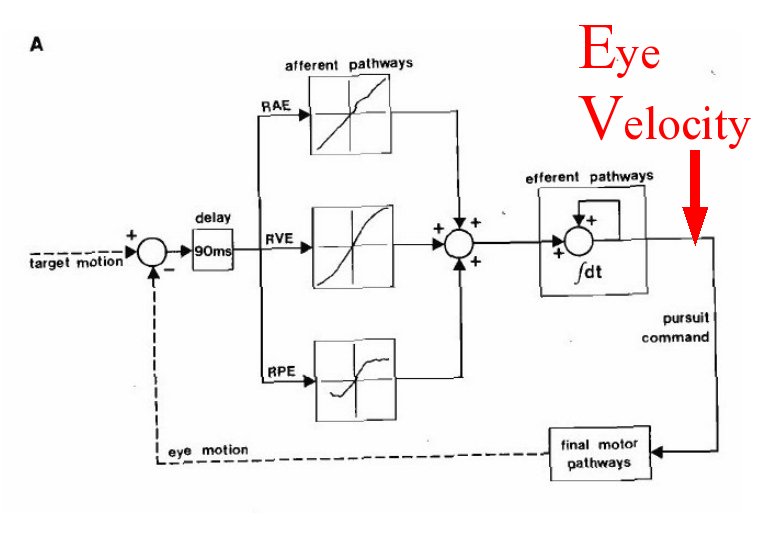 A
Eye
Velocity
afferent pathways
RAE
efferent pathways
+
delay
+
+
+
RVE
90ms
target motion
−
+
+
∫dt
pursuit
command
RPE
eye motion
final motor
pathways